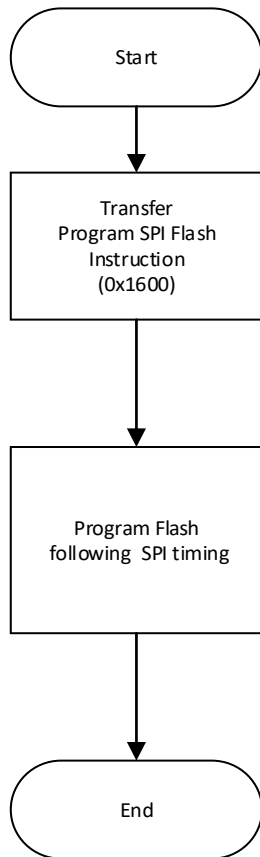 Start
Transfer
Program SPI Flash
Instruction
(0x1600)
Program Flash
following SPI timing
End